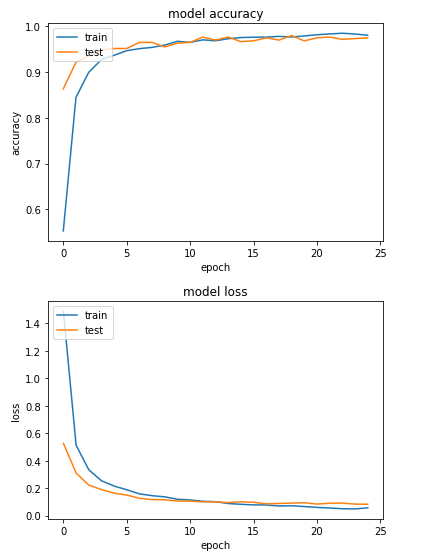 model accuracy
1.0
train
test
0.9
0.8
accuracy
0.7
0.6
0 5 10 15 20 25
epoch
model loss
train
1.4
test
1.2
1.0
0.8
loss
0.6
0.4
0.2
0.0
0 5 10 15 20 25
epoch